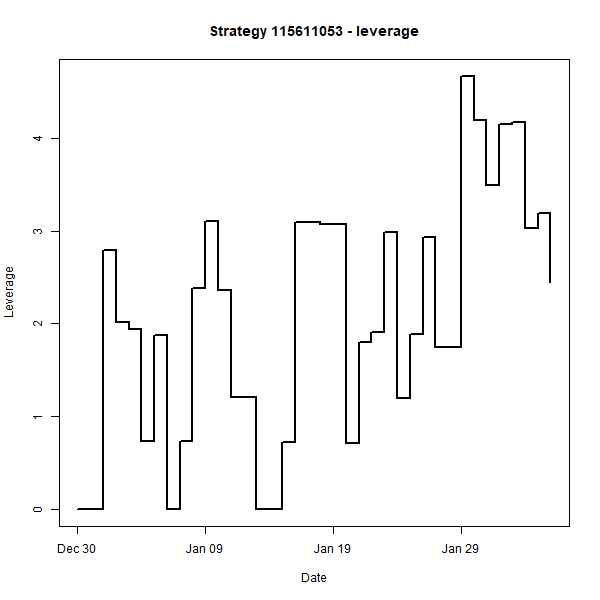 Strategy 115611053 - leverage
4
3
2
1
0
Leverage
Dec 30 Jan 09 Jan 19 Jan 29
Date